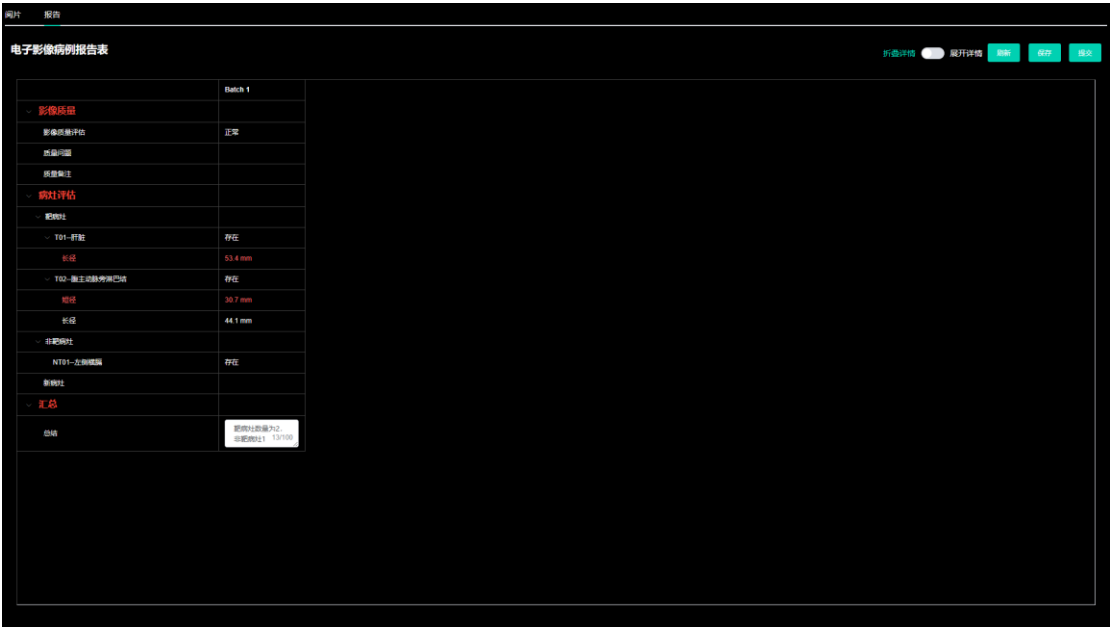 阅片 报告
电子影像病例报告表
折叠详情 展开详情 刷新 保存 提交
Batch 1
影像质量
影像质量评估 正常
质量问题
质量备注
病灶评估
靶病灶
T01--肝脏 存在
长径 53.4 mm
T02--腹主动脉旁淋巴结 存在
短径 30.7 mm
长径 44.1 mm
非靶病灶
NT01--左侧胸膜 存在
新病灶
汇总
总结 靶病灶数量为2、
非靶病灶1 13/100